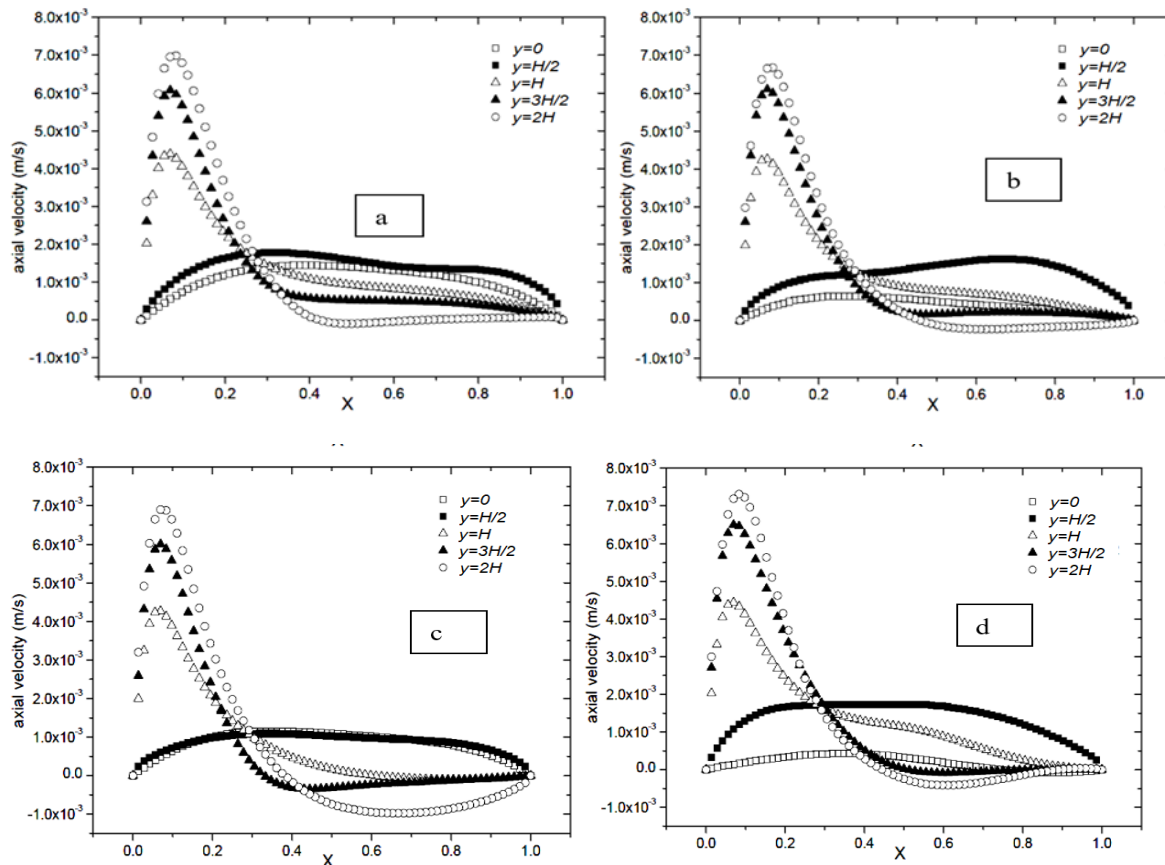 8.0x10⁻³
7.0x10⁻³
6.0x10⁻³
5.0x10⁻³
4.0x10⁻³
3.0x10⁻³
2.0x10⁻³
1.0x10⁻³
0.0
-1.0x10⁻³
axial velocity (m/s)
y=0
y=H/2
y=H
y=3H/2
y=2H
a
0.0 0.2 0.4 0.6 0.8 1.0
X
8.0x10⁻³
7.0x10⁻³
6.0x10⁻³
5.0x10⁻³
4.0x10⁻³
3.0x10⁻³
2.0x10⁻³
1.0x10⁻³
0.0
-1.0x10⁻³
axial velocity (m/s)
y=0
y=H/2
y=H
y=3H/2
y=2H
b
0.0 0.2 0.4 0.6 0.8 1.0
X
8.0x10⁻³
7.0x10⁻³
6.0x10⁻³
5.0x10⁻³
4.0x10⁻³
3.0x10⁻³
2.0x10⁻³
1.0x10⁻³
0.0
-1.0x10⁻³
axial velocity (m/s)
y=0
y=H/2
y=H
y=3H/2
y=2H
c
0.0 0.2 0.4 0.6 0.8 1.0
X
8.0x10⁻³
7.0x10⁻³
6.0x10⁻³
5.0x10⁻³
4.0x10⁻³
3.0x10⁻³
2.0x10⁻³
1.0x10⁻³
0.0
-1.0x10⁻³
axial velocity (m/s)
y=0
y=H/2
y=H
y=3H/2
y=2H
d
0.0 0.2 0.4 0.6 0.8 1.0
X